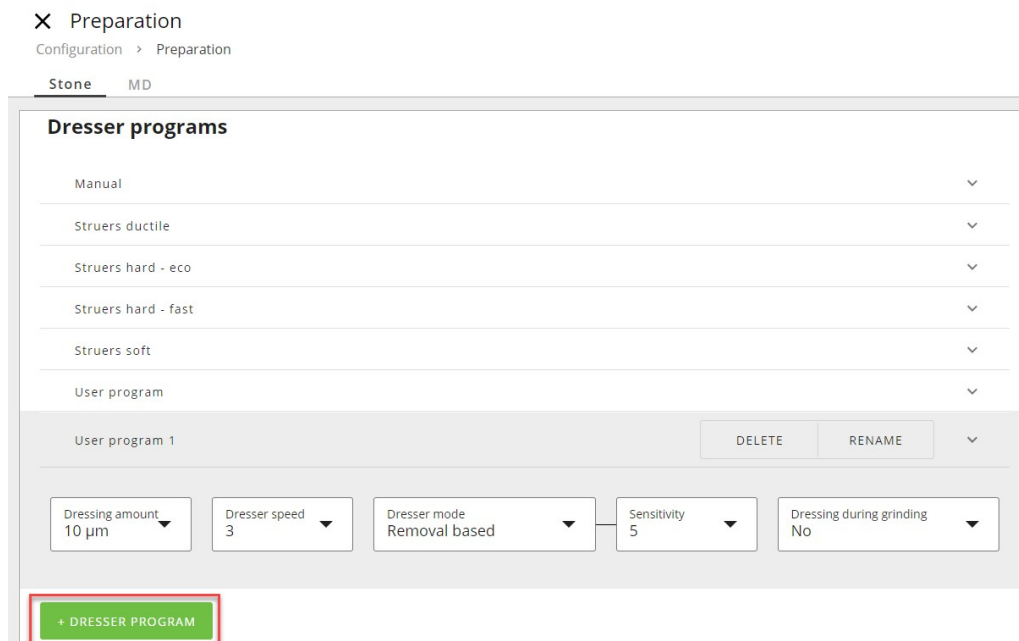 Preparation
Configuration > Preparation
Stone MD
Dresser programs
Manual
Struers ductile
Struers hard - eco
Struers hard - fast
Struers soft
User program
User program 1 DELETE RENAME
Dressing amount Dresser speed Dresser mode Sensitivity Dressing during grinding
10 µm 3 Removal based 5 No
+ DRESSER PROGRAM